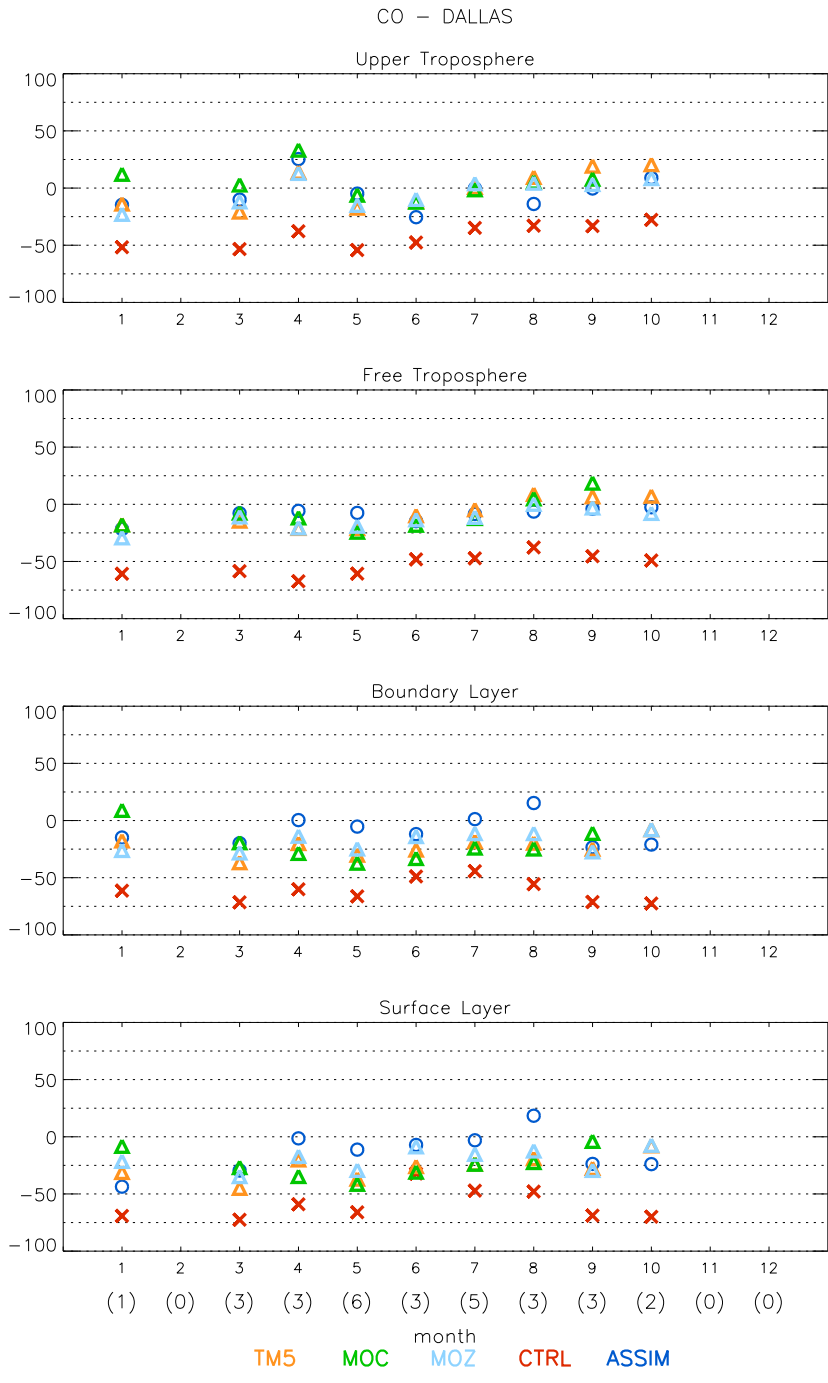 CO – DALLAS
Upper Troposphere
100
50
0
−50
−100
1 2 3 4 5 6 7 8 9 10 11 12
Free Troposphere
100
50
0
−50
−100
1 2 3 4 5 6 7 8 9 10 11 12
Boundary Layer
100
50
0
−50
−100
1 2 3 4 5 6 7 8 9 10 11 12
Surface Layer
100
50
0
−50
−100
1 2 3 4 5 6 7 8 9 10 11 12
(1) (0) (3) (3) (6) (3) (5) (3) (3) (2) (0) (0)
month
TM5 MOC MOZ CTRL ASSIM